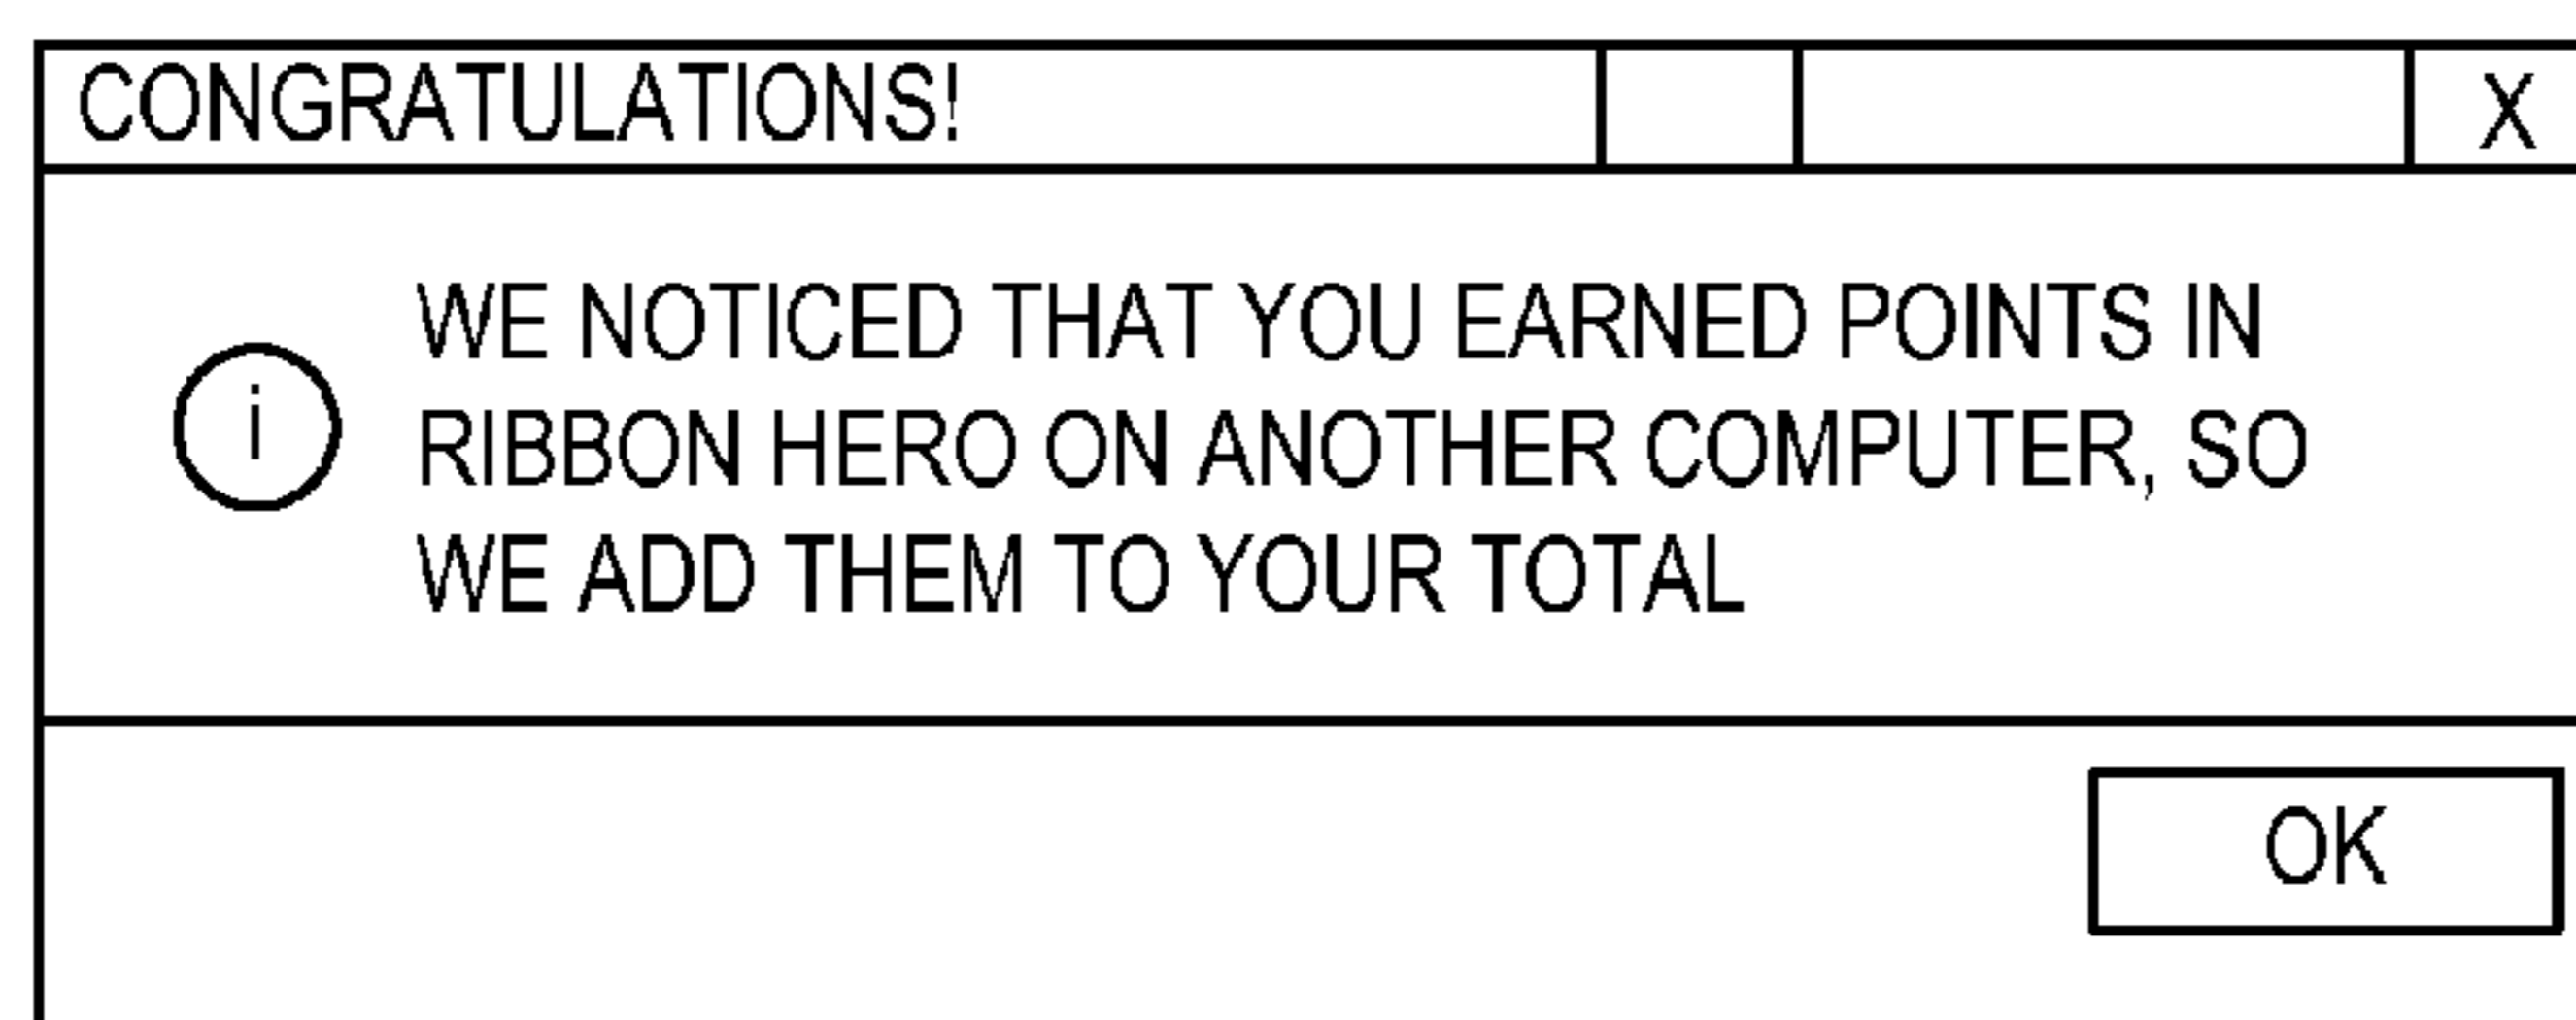 CONGRATULATIONS!
X
i
WE NOTICED THAT YOU EARNED POINTS IN
RIBBON HERO ON ANOTHER COMPUTER, SO
WE ADD THEM TO YOUR TOTAL
OK